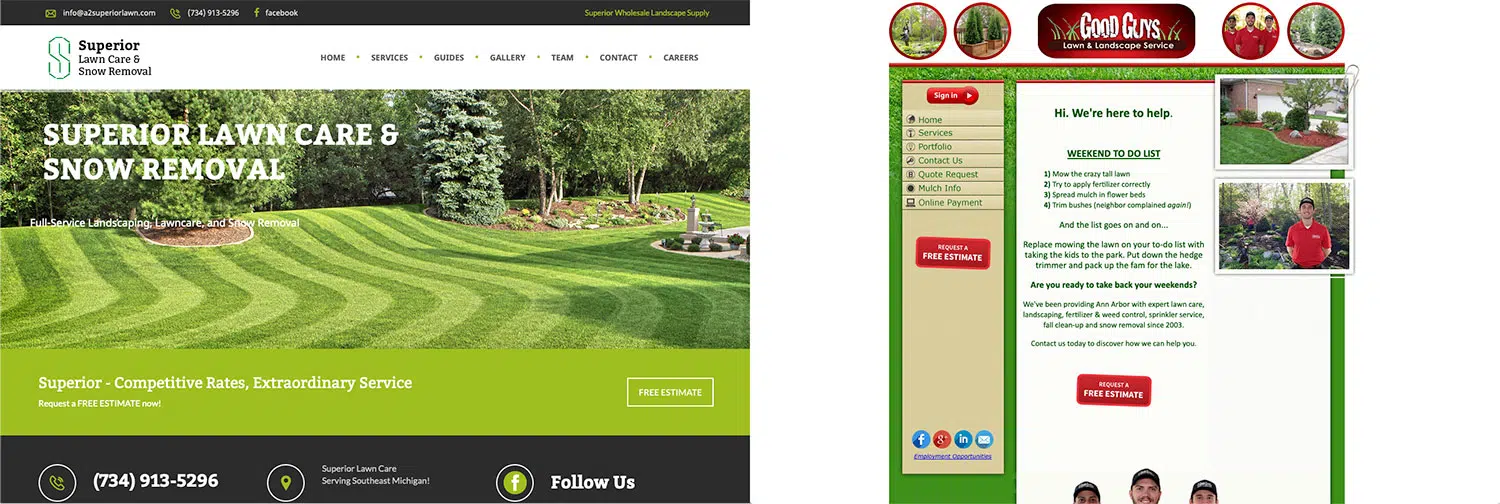 info@a2superiorlawn.com
(734) 913-5296
facebook
Superior Wholesale Landscape Supply
Superior
Lawn Care &
Snow Removal
HOME • SERVICES • GUIDES • GALLERY • TEAM • CONTACT • CAREERS
SUPERIOR LAWN CARE &
SNOW REMOVAL
Full-Service Landscaping, Lawncare, and Snow Removal
Superior - Competitive Rates, Extraordinary Service
Request a FREE ESTIMATE now!
FREE ESTIMATE
(734) 913-5296
Superior Lawn Care
Serving Southeast Michigan!
Follow Us
GOOD GUYS
Lawn & Landscape Service
Sign in
Home
Services
Portfolio
Contact Us
Quote Request
Mulch Info
Online Payment
REQUEST A
FREE ESTIMATE
Employment Opportunities
Hi. We're here to help.
WEEKEND TO DO LIST
1) Mow the crazy tall lawn
2) Try to apply fertilizer correctly
3) Spread mulch in flower beds
4) Trim bushes (neighbor complained again!)
And the list goes on and on...
Replace mowing the lawn on your to-do list with
taking the kids to the park. Put down the hedge
trimmer and pack up the fam for the lake.
Are you ready to take back your weekends?
We've been providing Ann Arbor with expert lawn care,
landscaping, fertilizer & weed control, sprinkler service,
fall clean-up and snow removal since 2003.
Contact us today to discover how we can help you.
REQUEST A
FREE ESTIMATE